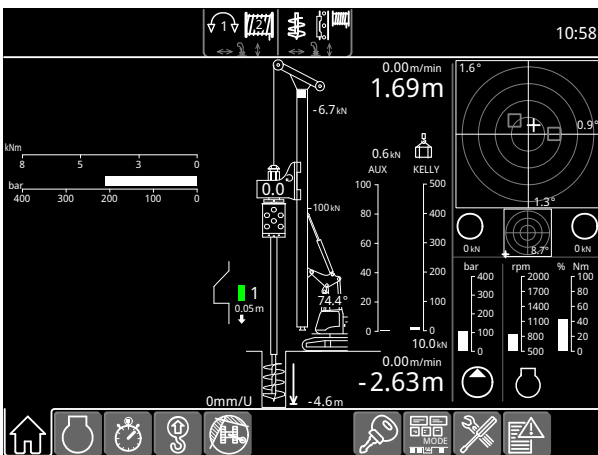 1 2
10:58
0.00m/min
1.69m
1.6°
-6.7kN
0.9°
kNm
8 5 3 0
bar
400 300 200 100 0
0.6kN
AUX KELLY
0.0
100 500
80 400
60 300
40 200
20 100
0 0
-100kN
1.3°
0kN 8.7° 0kN
74.4°
1
0.05m
10.0kN
bar rpm % Nm
400 2000 100
300 1700 80
200 1400 60
100 1100 40
800 20
0 500 0
0.00m/min
-2.63m
0mm/U -4.6m
MODE